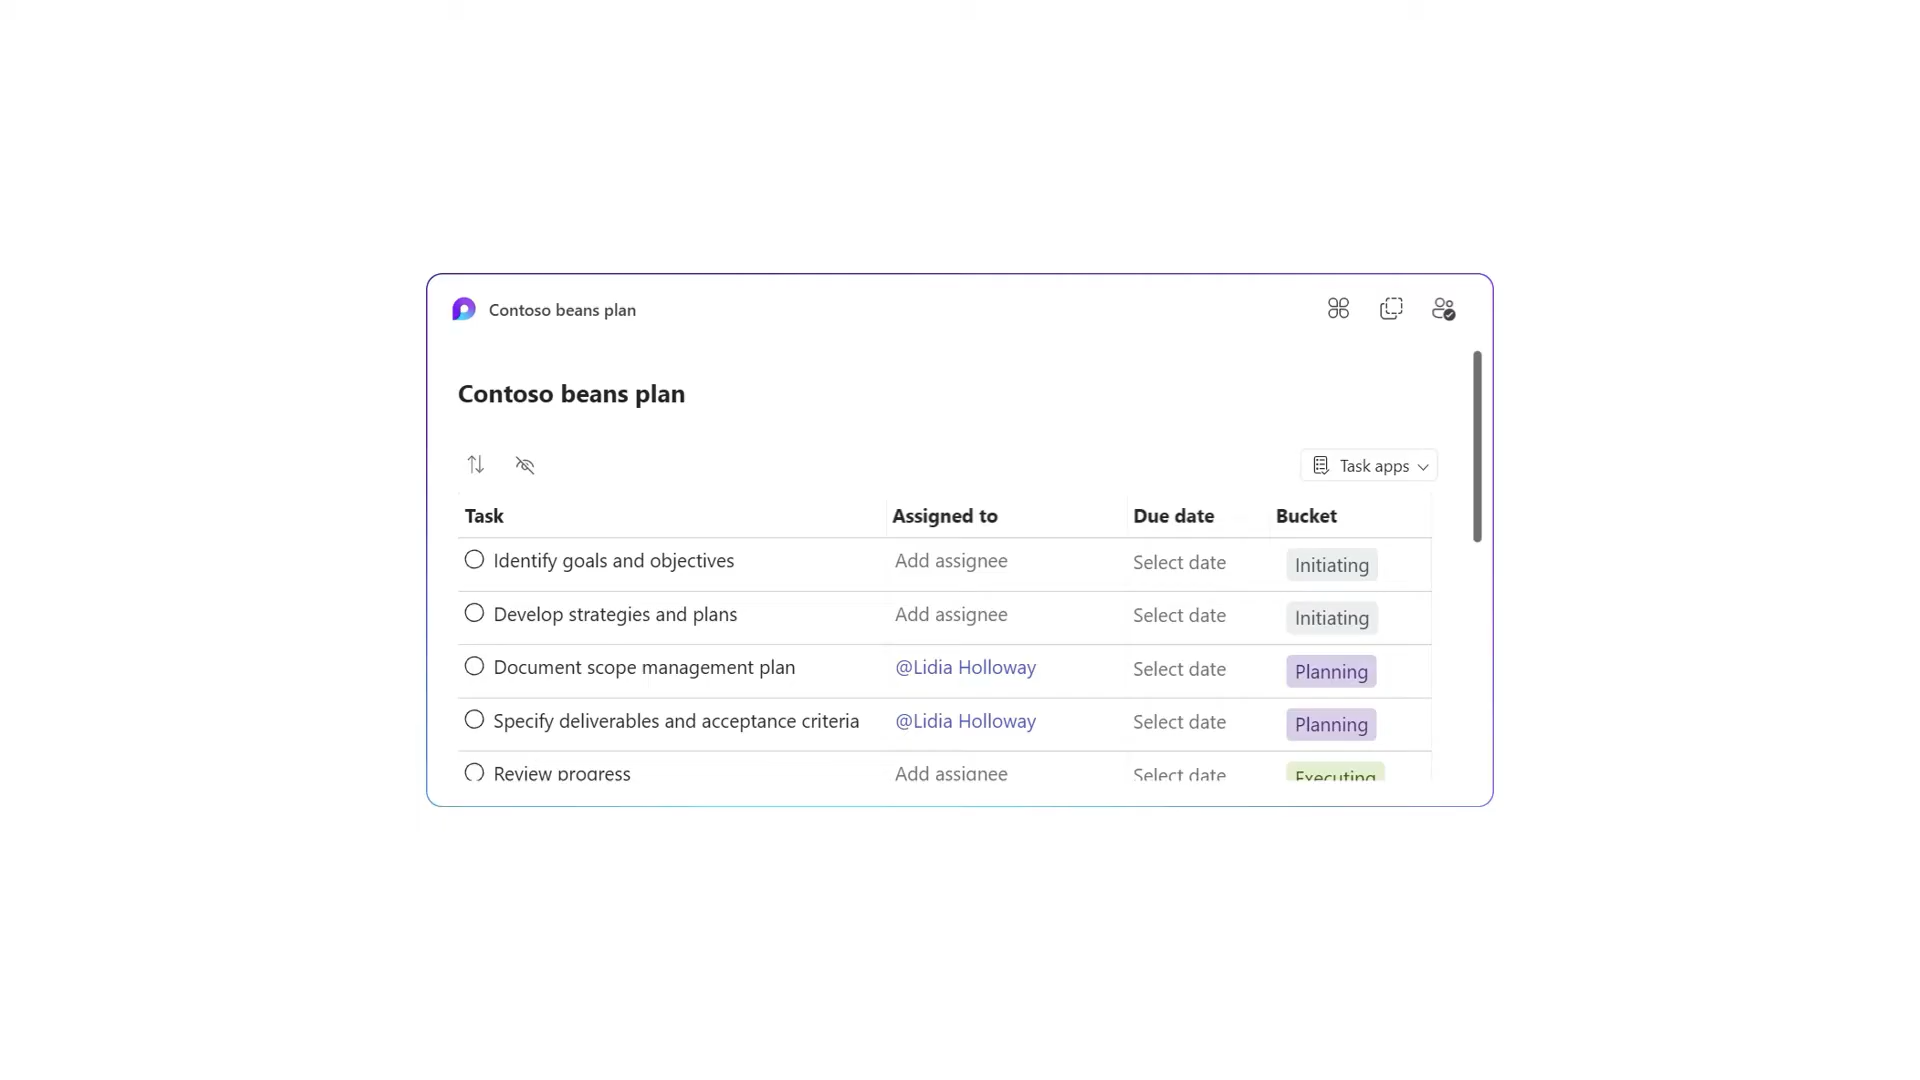 Contoso beans plan
Contoso beans plan
Task apps
Task Assigned to Due date Bucket
Identify goals and objectives Add assignee Select date Initiating
Develop strategies and plans Add assignee Select date Initiating
Document scope management plan @Lidia Holloway Select date Planning
Specify deliverables and acceptance criteria @Lidia Holloway Select date Planning
Review progress Add assignee Select date Executing